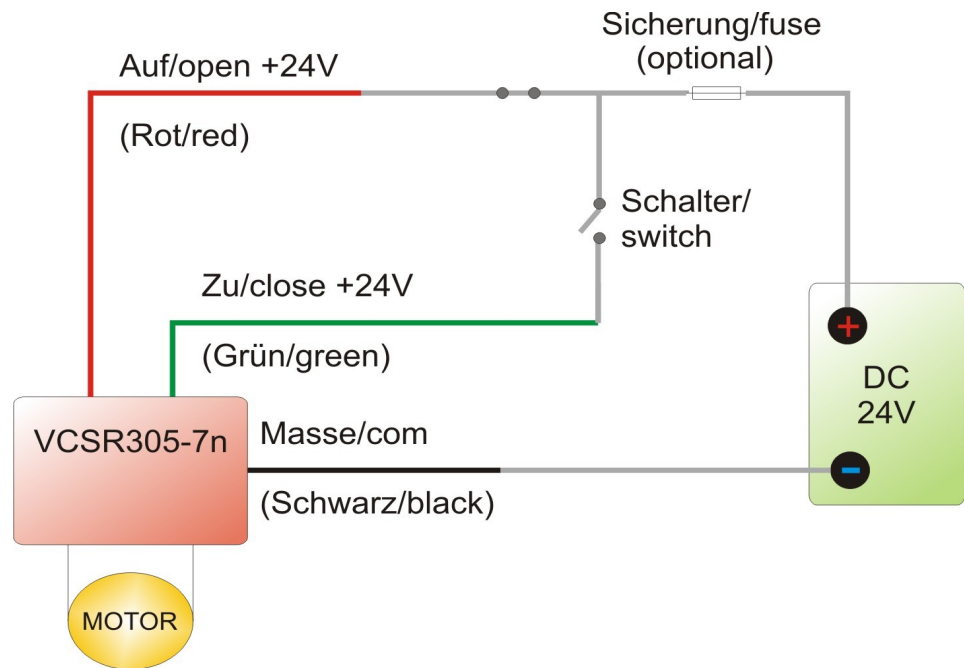 Sicherung/fuse
(optional)
Auf/open +24V
(Rot/red)
Schalter/
switch
Zu/close +24V
(Grün/green)
DC
24V
VCSR305-7n
Masse/com
(Schwarz/black)
MOTOR